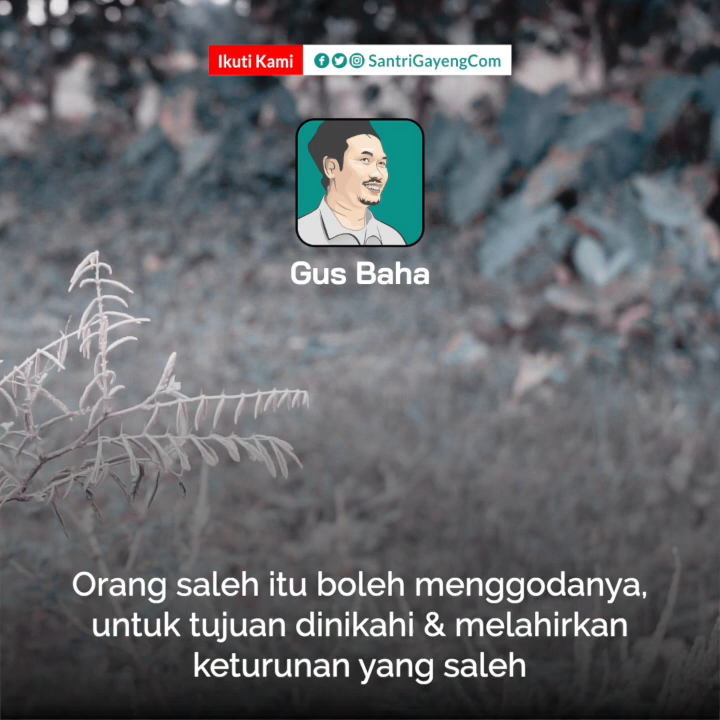 Ikuti Kami SantriGayengCom
Gus Baha
Orang saleh itu boleh menggodanya,
untuk tujuan dinikahi & melahirkan
keturunan yang saleh